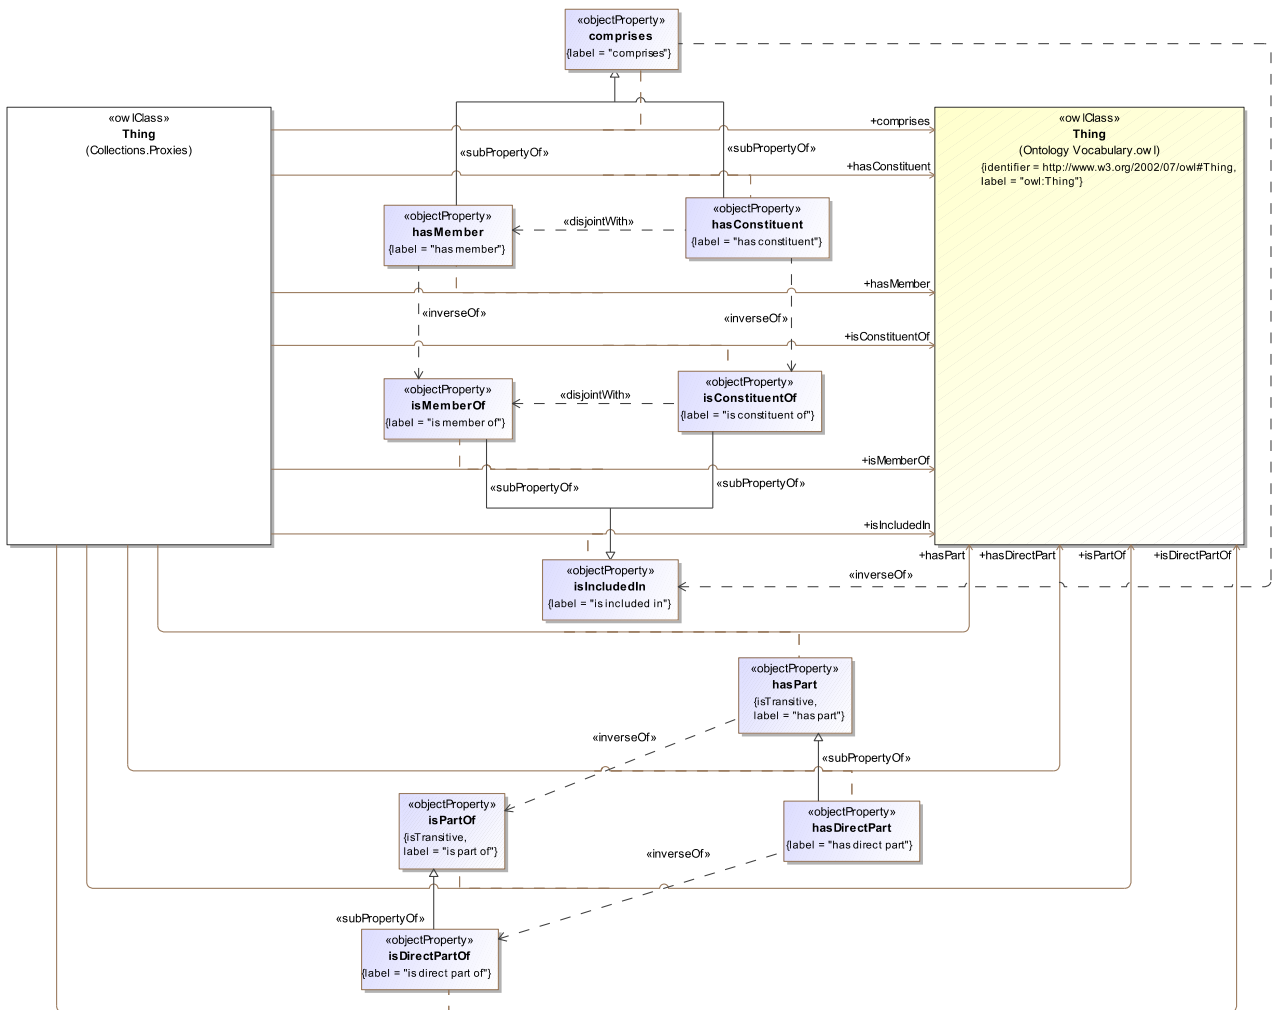 «objectProperty»
comprises
{label = "comprises"}
«owlClass»
Thing
(Collections.Proxies)
«owlClass»
Thing
(Ontology Vocabulary.owl)
{identifier = http://www.w3.org/2002/07/owl#Thing,
label = "owl:Thing"}
+comprises
«subPropertyOf»
«subPropertyOf»
+hasConstituent
«objectProperty»
hasMember
{label = "has member"}
«disjointWith»
«objectProperty»
hasConstituent
{label = "has constituent"}
+hasMember
«inverseOf»
«inverseOf»
+isConstituentOf
«objectProperty»
isMemberOf
{label = "is member of"}
«disjointWith»
«objectProperty»
isConstituentOf
{label = "is constituent of"}
+isMemberOf
«subPropertyOf»
«subPropertyOf»
+isIncludedIn
+hasPart
+hasDirectPart
+isPartOf
+isDirectPartOf
«objectProperty»
isIncludedIn
{label = "is included in"}
«inverseOf»
«objectProperty»
hasPart
{isTransitive,
label = "has part"}
«inverseOf»
«subPropertyOf»
«objectProperty»
isPartOf
{isTransitive,
label = "is part of"}
«objectProperty»
hasDirectPart
{label = "has direct part"}
«inverseOf»
«subPropertyOf»
«objectProperty»
isDirectPartOf
{label = "is direct part of"}